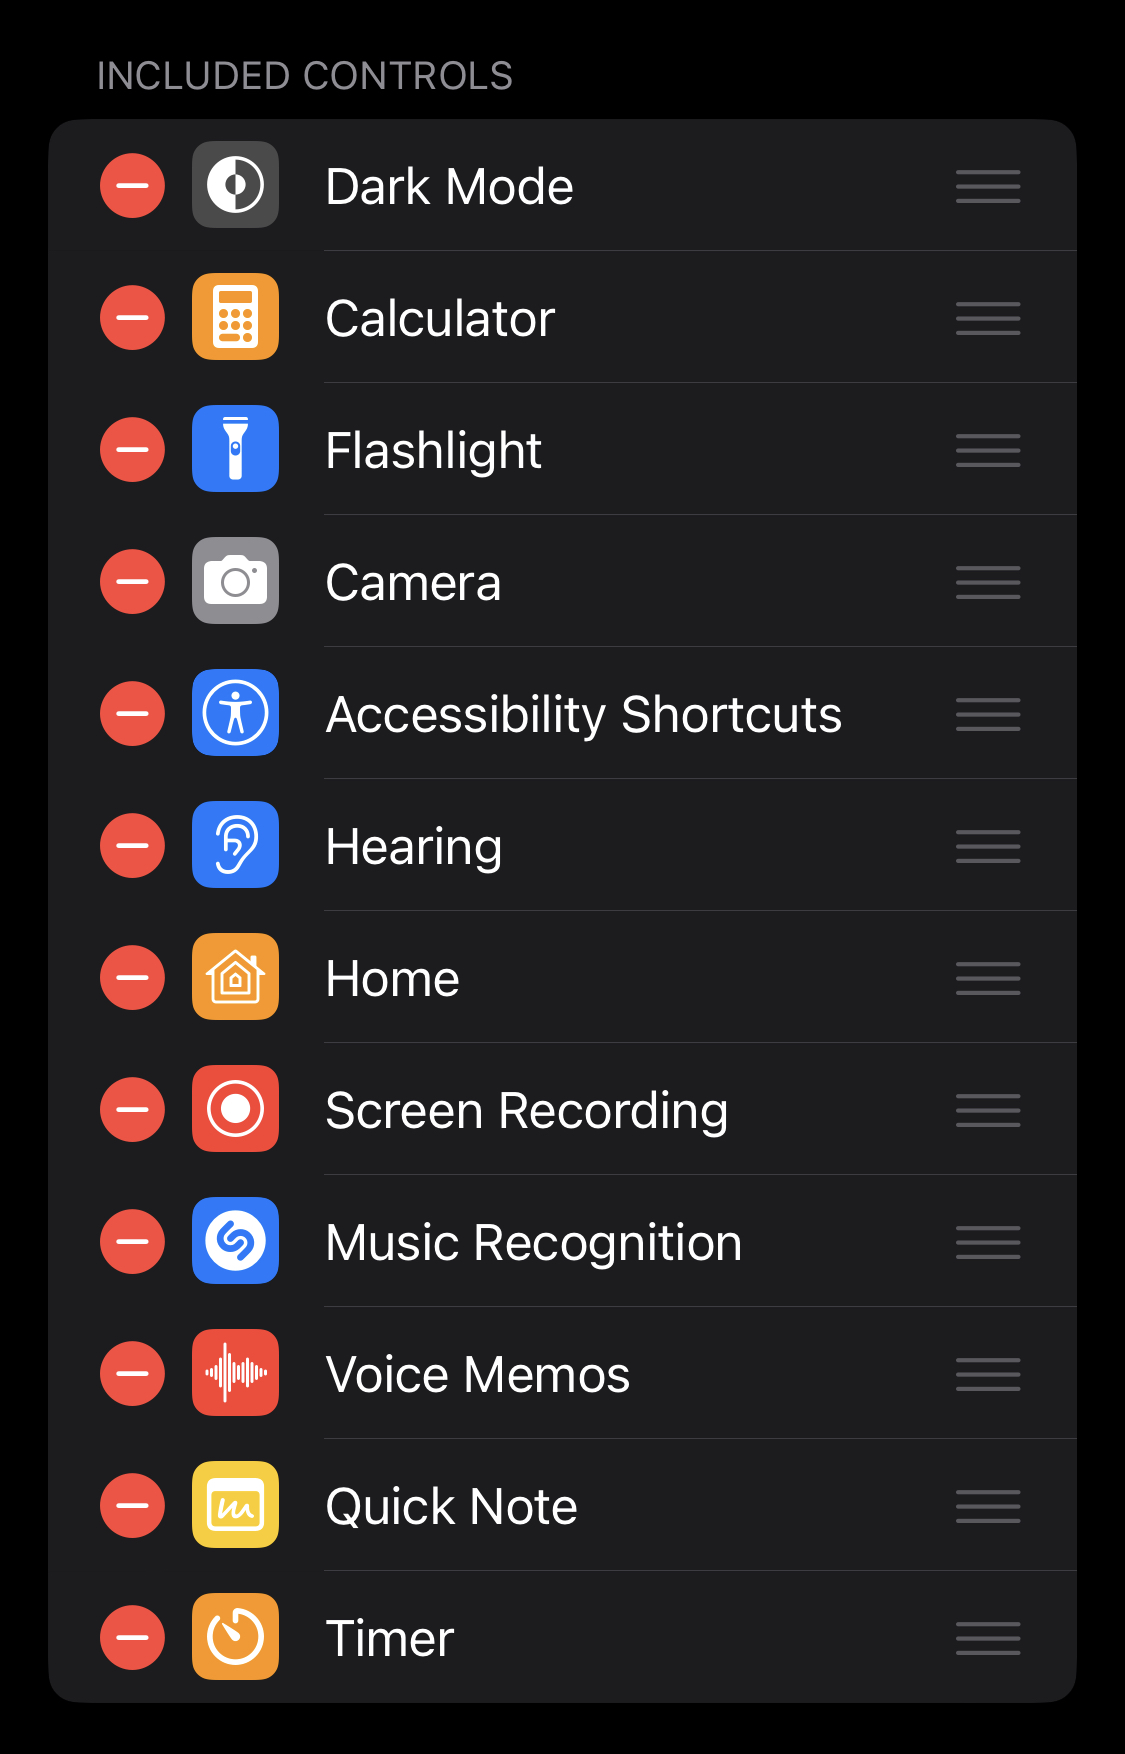 INCLUDED CONTROLS
Dark Mode
Calculator
Flashlight
Camera
Accessibility Shortcuts
Hearing
Home
Screen Recording
Music Recognition
Voice Memos
Quick Note
Timer